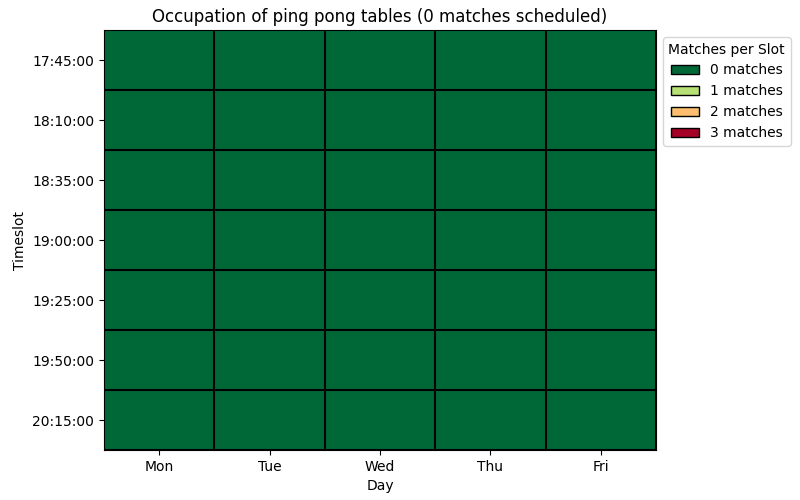 Occupation of ping pong tables (0 matches scheduled)
Matches per Slot
0 matches
1 matches
2 matches
3 matches
Timeslot
17:45:00
18:10:00
18:35:00
19:00:00
19:25:00
19:50:00
20:15:00
Mon Tue Wed Thu Fri
Day